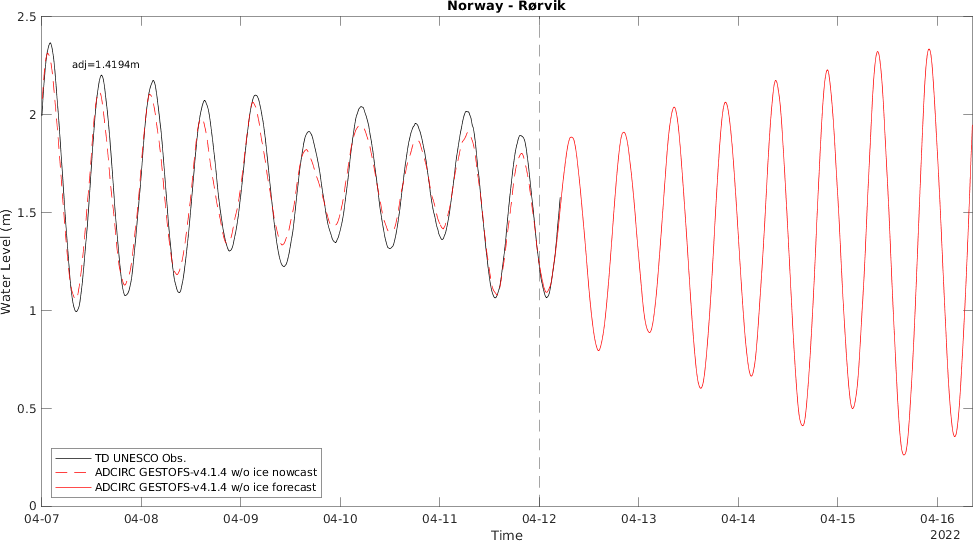 Norway - Rørvik
2.5
adj=1.4194m
2
1.5
Water Level (m)
1
0.5
TD UNESCO Obs.
ADCIRC GESTOFS-v4.1.4 w/o ice nowcast
ADCIRC GESTOFS-v4.1.4 w/o ice forecast
0
04-07 04-08 04-09 04-10 04-11 04-12 04-13 04-14 04-15 04-16
Time
2022